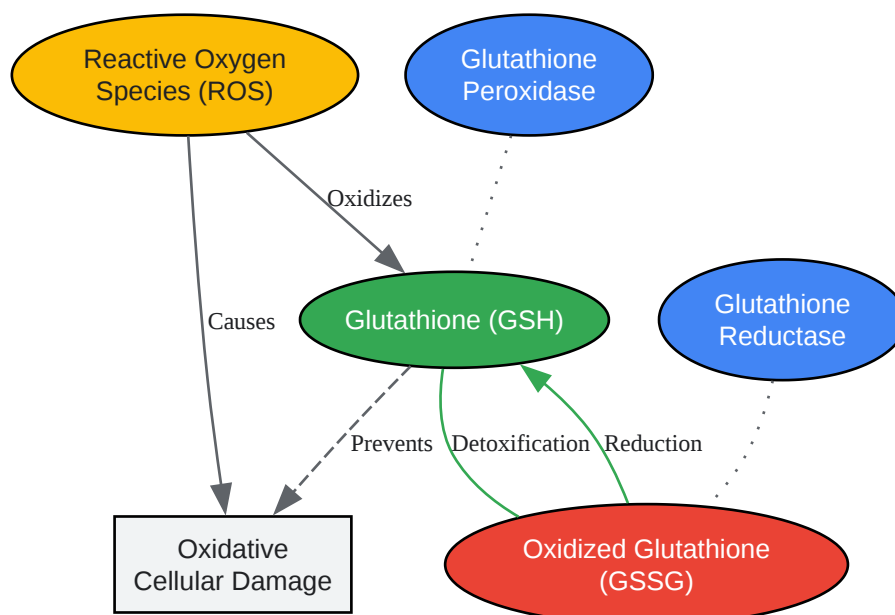 Reactive Oxygen
Species (ROS)
Glutathione
Peroxidase
Oxidizes
Glutathione
Reductase
Causes
Glutathione (GSH)
Prevents
Detoxification
Reduction
Oxidative
Cellular Damage
Oxidized Glutathione
(GSSG)